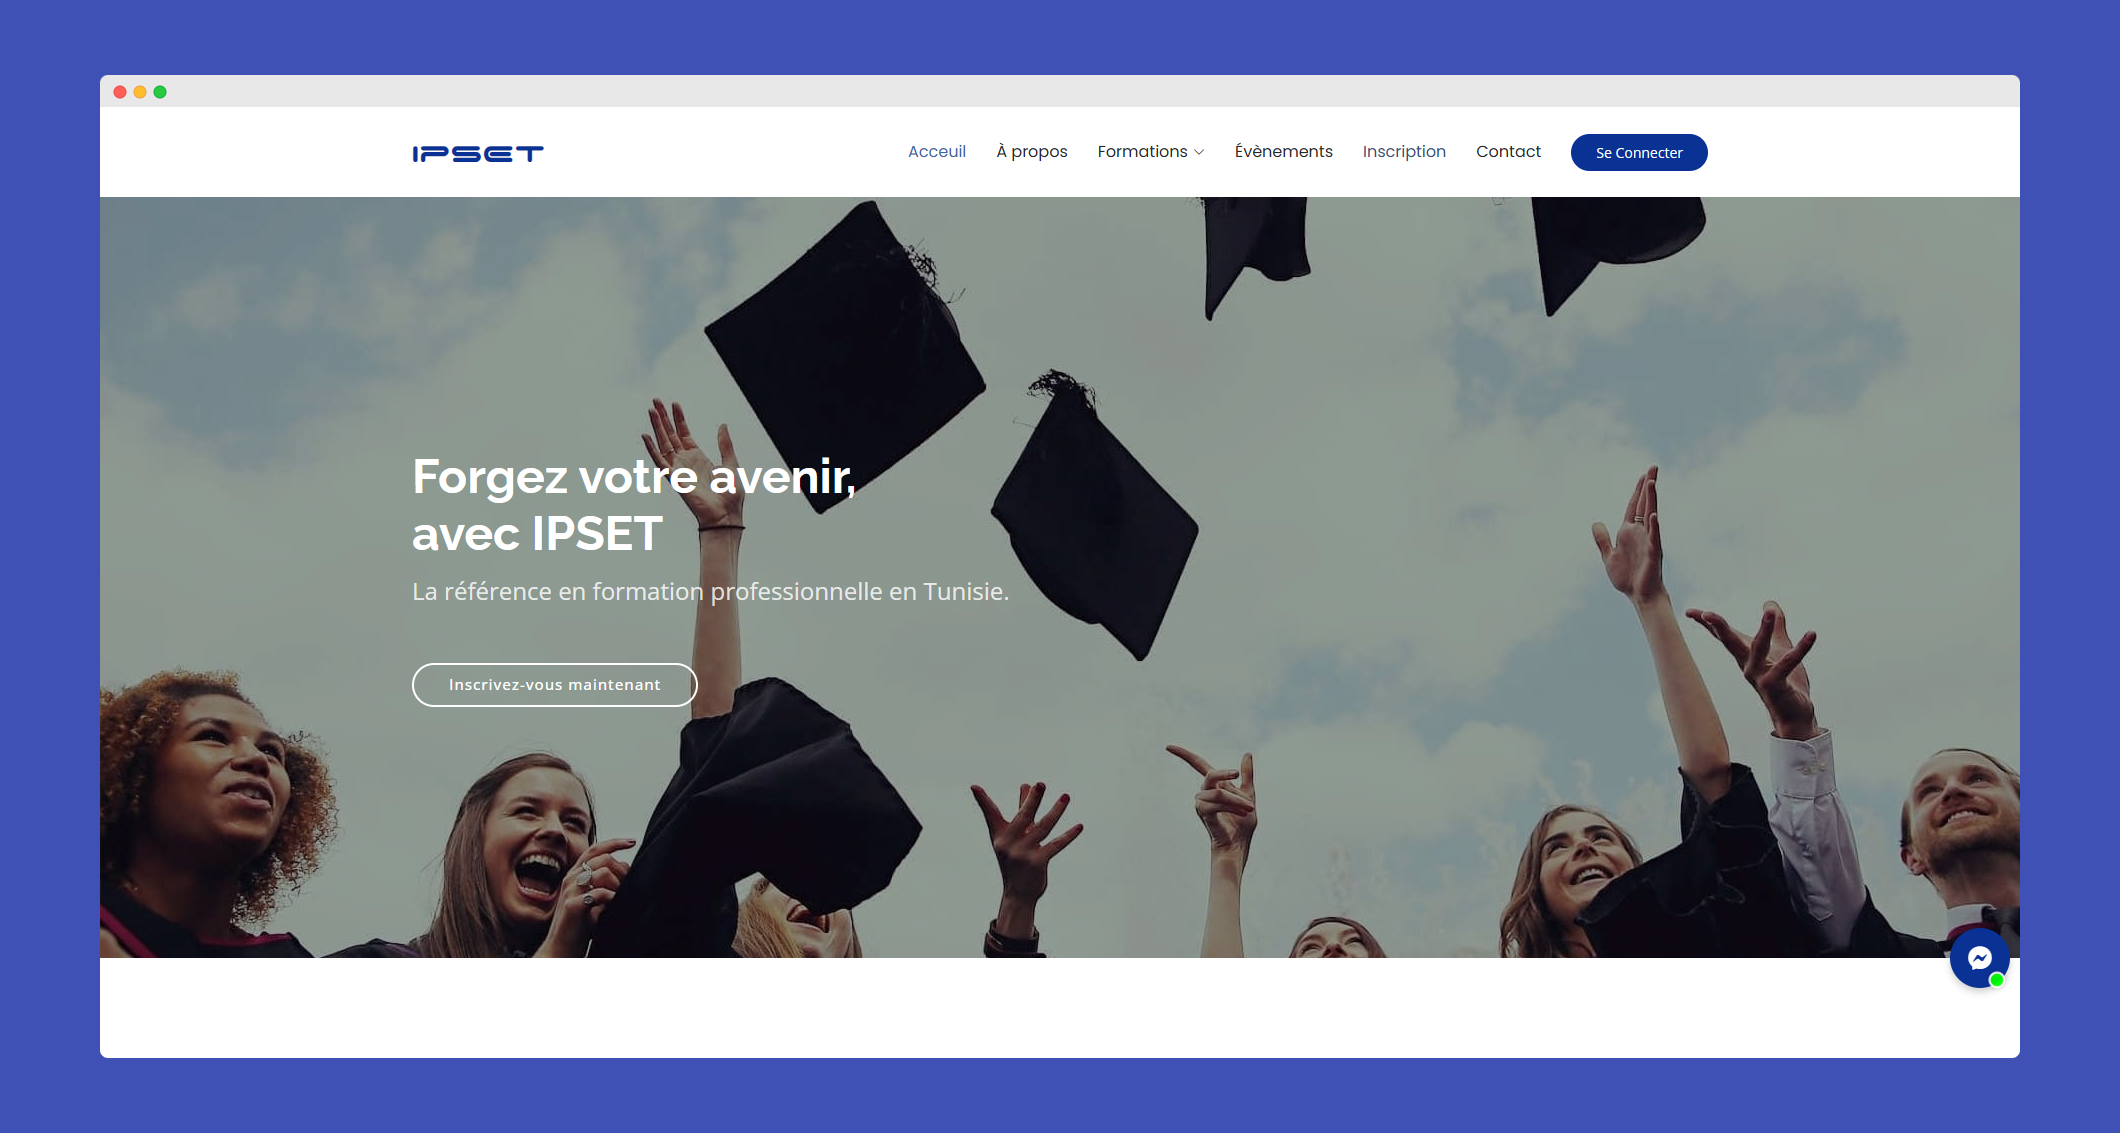 IPSET
Acceuil À propos Formations Évènements Inscription Contact Se Connecter
Forgez votre avenir,
avec IPSET
La référence en formation professionnelle en Tunisie.
Inscrivez-vous maintenant